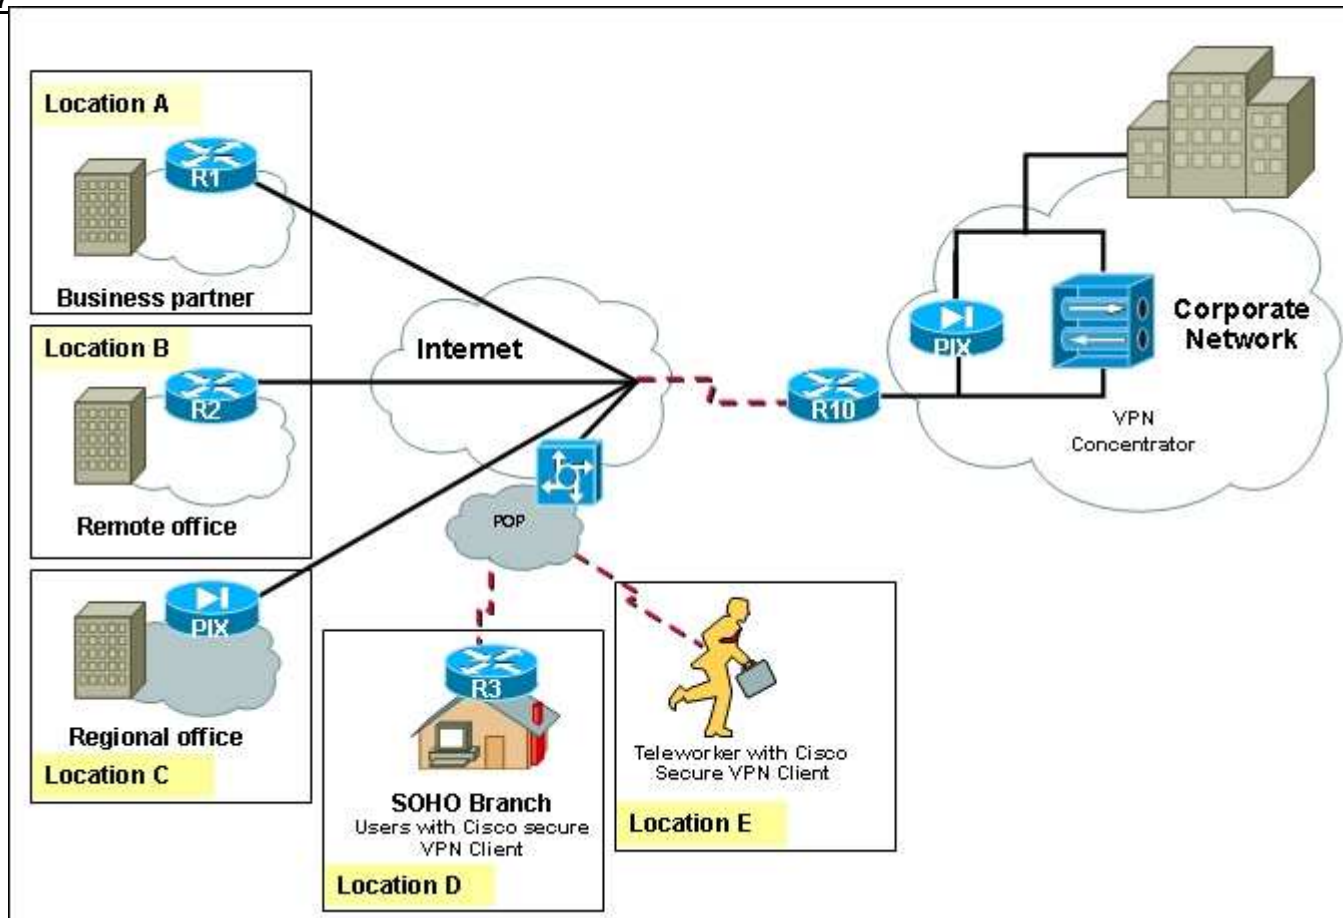 Location A
R1
Business partner
Location B
R2
Remote office
PIX
Regional office
Location C
Internet
POP
R3
SOHO Branch
Users with Cisco secure
VPN Client
Location D
Teleworker with Cisco
Secure VPN Client
Location E
R10
PIX
Corporate
Network
VPN
Concentrator